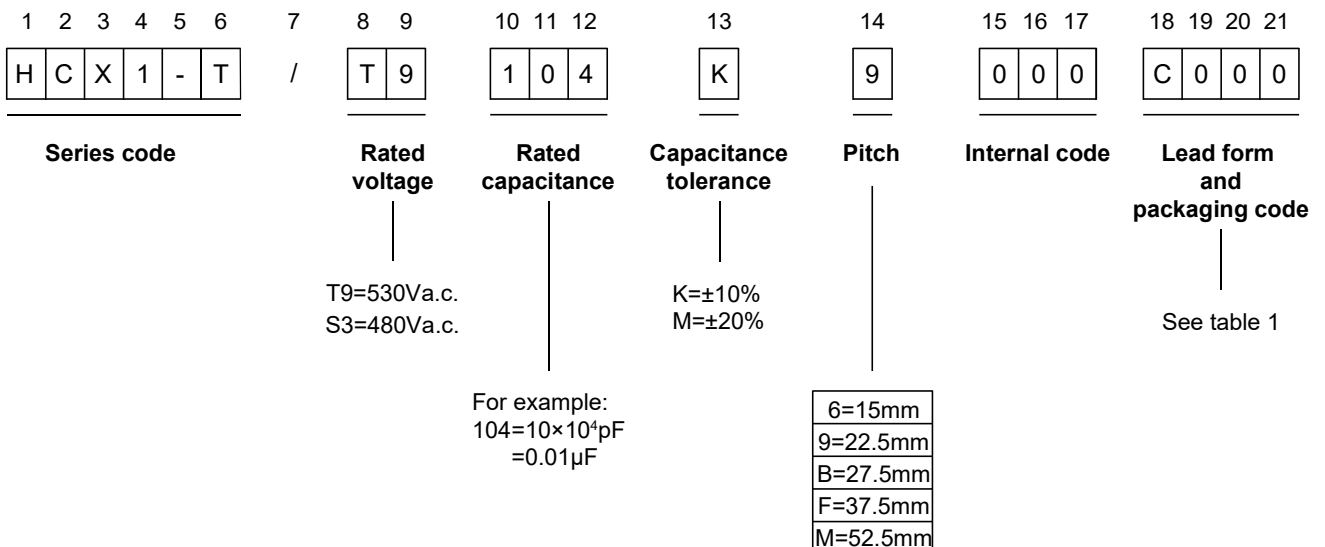 1 2 3 4 5 6 7 8 9 10 11 12 13 14 15 16 17 18 19 20 21
H C X 1 - T / T 9 1 0 4 K 9 0 0 0 C 0 0 0
Series code
Rated
voltage
Rated
capacitance
Capacitance
tolerance
Pitch
Internal code
Lead form
and
packaging code
T9=530Va.c.
S3=480Va.c.
K=±10%
M=±20%
See table 1
For example:
104=10×10⁴pF
=0.01µF
6=15mm
9=22.5mm
B=27.5mm
F=37.5mm
M=52.5mm